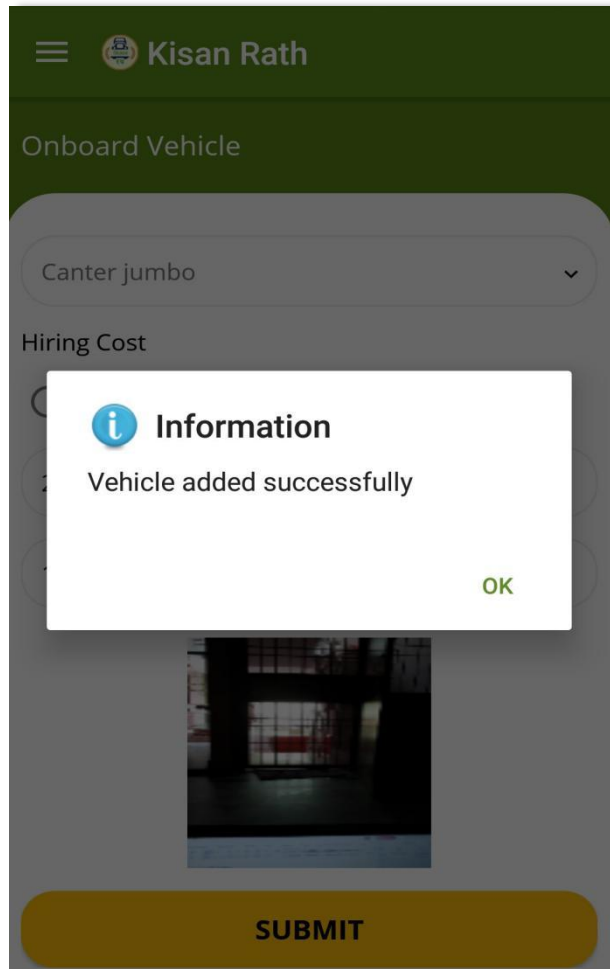 Kisan Rath
Onboard Vehicle
Canter jumbo
Hiring Cost
Information
Vehicle added successfully
OK
SUBMIT